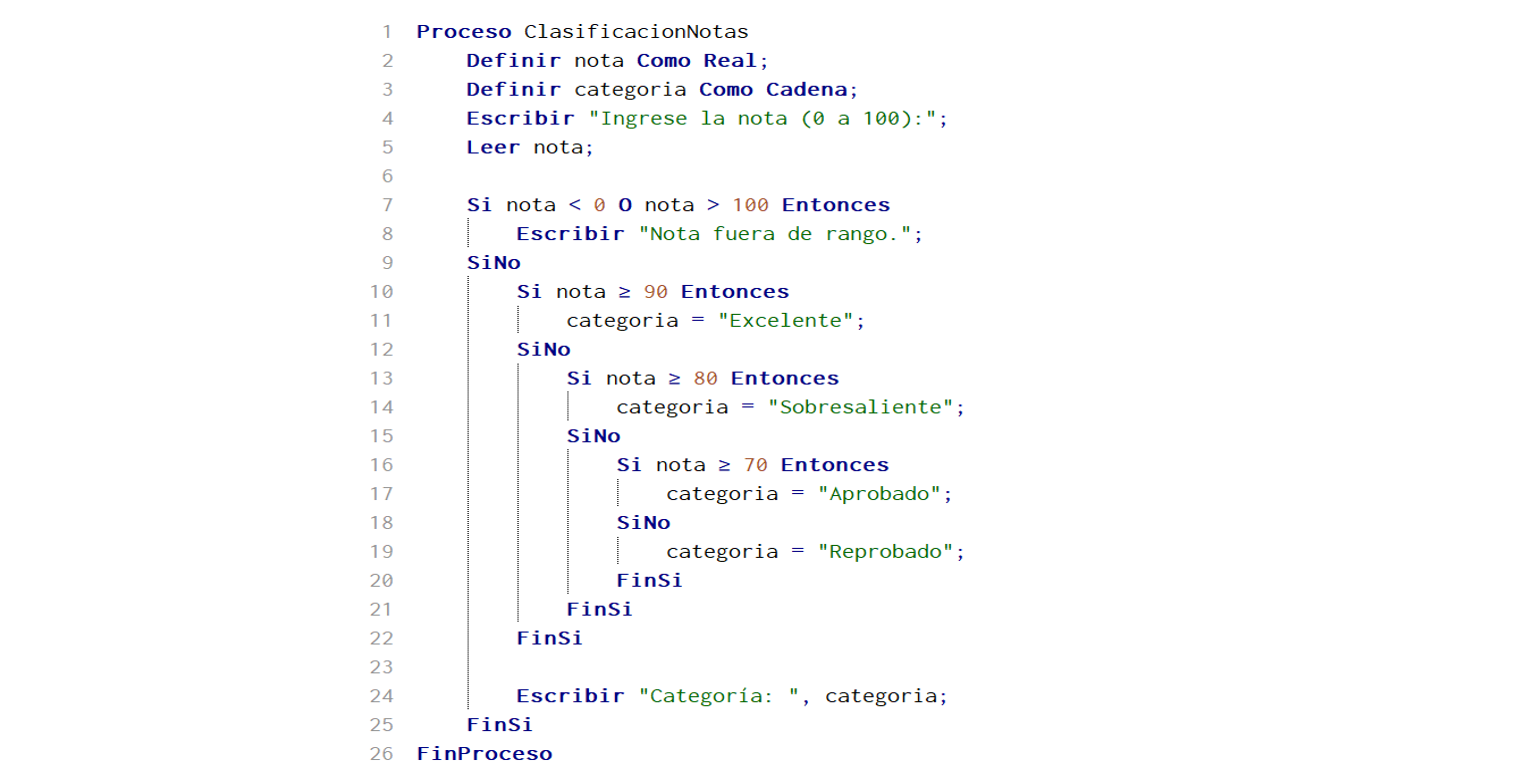 1 Proceso ClasificacionNotas
2 Definir nota Como Real;
3 Definir categoria Como Cadena;
4 Escribir "Ingrese la nota (0 a 100):";
5 Leer nota;
6
7 Si nota < 0 O nota > 100 Entonces
8 Escribir "Nota fuera de rango.";
9 SiNo
10 Si nota ≥ 90 Entonces
11 categoria = "Excelente";
12 SiNo
13 Si nota ≥ 80 Entonces
14 categoria = "Sobresaliente";
15 SiNo
16 Si nota ≥ 70 Entonces
17 categoria = "Aprobado";
18 SiNo
19 categoria = "Reprobado";
20 FinSi
21 FinSi
22 FinSi
23
24 Escribir "Categoría: ", categoria;
25 FinSi
26 FinProceso